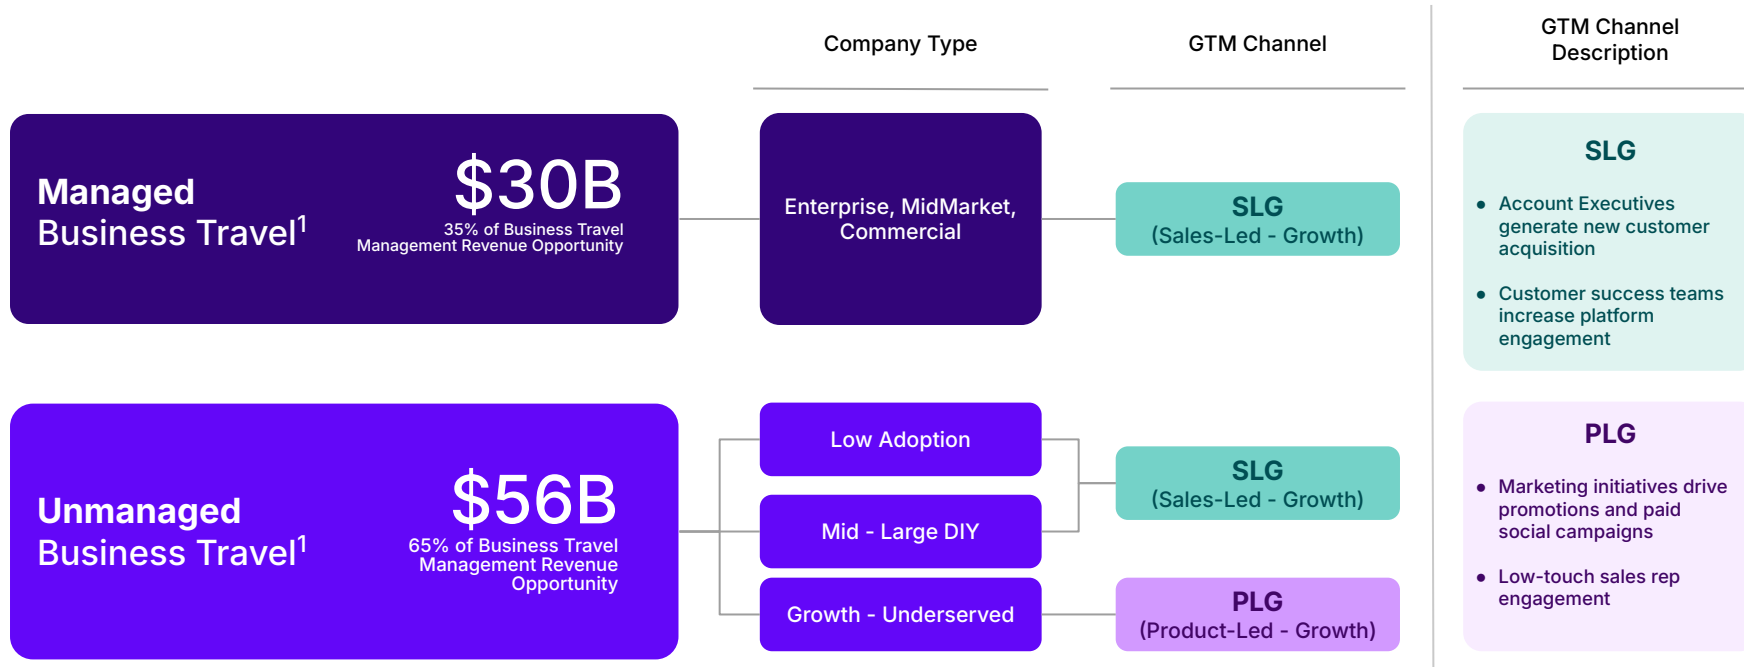 Company Type
GTM Channel
GTM Channel
Description
Managed
Business Travel1
$30B
35% of Business Travel
Management Revenue Opportunity
Enterprise, MidMarket,
Commercial
SLG
(Sales-Led - Growth)
SLG
● Account Executives
generate new customer
acquisition
● Customer success teams
increase platform
engagement
Unmanaged
Business Travel1
$56B
65% of Business Travel
Management Revenue
Opportunity
Low Adoption
Mid - Large DIY
Growth - Underserved
SLG
(Sales-Led - Growth)
PLG
(Product-Led - Growth)
PLG
● Marketing initiatives drive
promotions and paid
social campaigns
● Low-touch sales rep
engagement